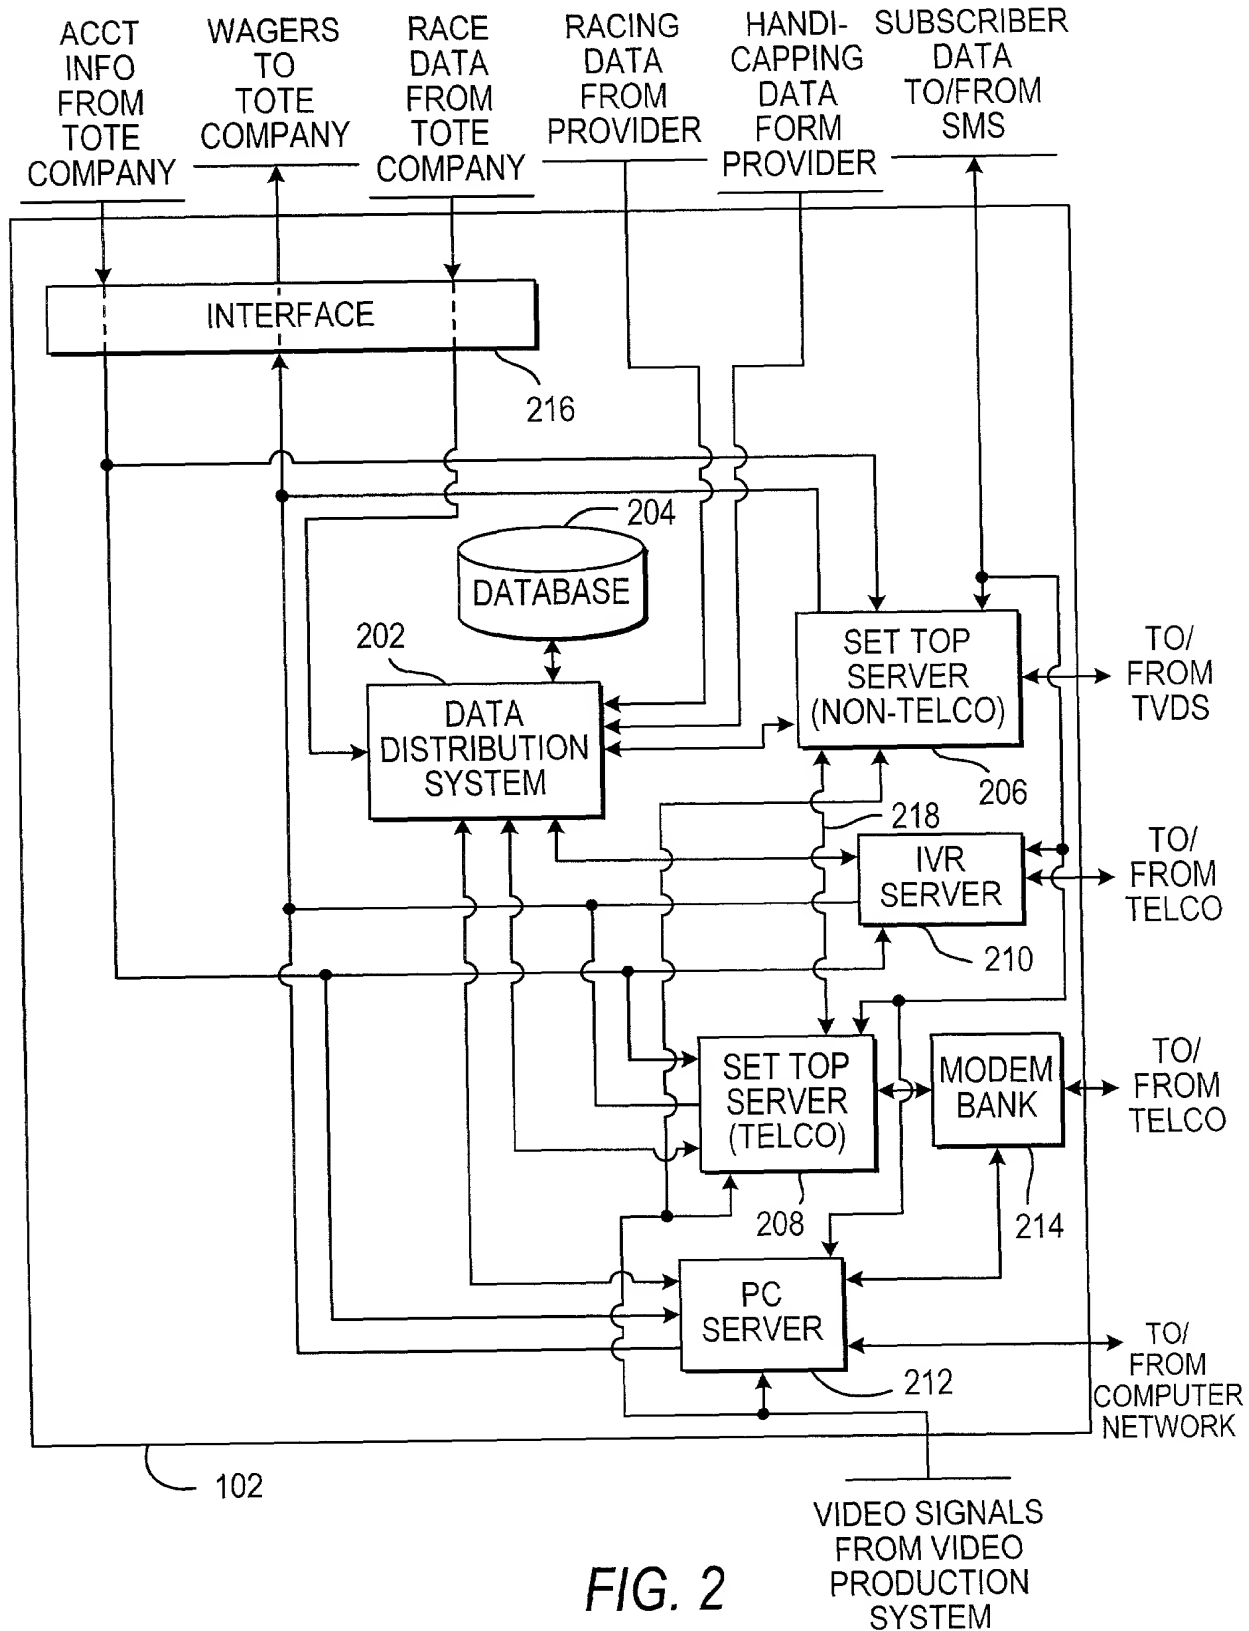 ACCT
INFO
FROM
TOTE
COMPANY
WAGERS
TO
TOTE
COMPANY
RACE
DATA
FROM
TOTE
COMPANY
RACING
DATA
FROM
PROVIDER
HANDI-
CAPPING
DATA
FORM
PROVIDER
SUBSCRIBER
DATA
TO/FROM
SMS
INTERFACE
216
204
DATABASE
202
DATA
DISTRIBUTION
SYSTEM
SET TOP
SERVER
(NON-TELCO)
206
TO/
FROM
TVDS
218
IVR
SERVER
210
TO/
FROM
TELCO
SET TOP
SERVER
(TELCO)
208
MODEM
BANK
214
TO/
FROM
TELCO
PC
SERVER
212
TO/
FROM
COMPUTER
NETWORK
102
VIDEO SIGNALS
FROM VIDEO
PRODUCTION
SYSTEM
FIG. 2